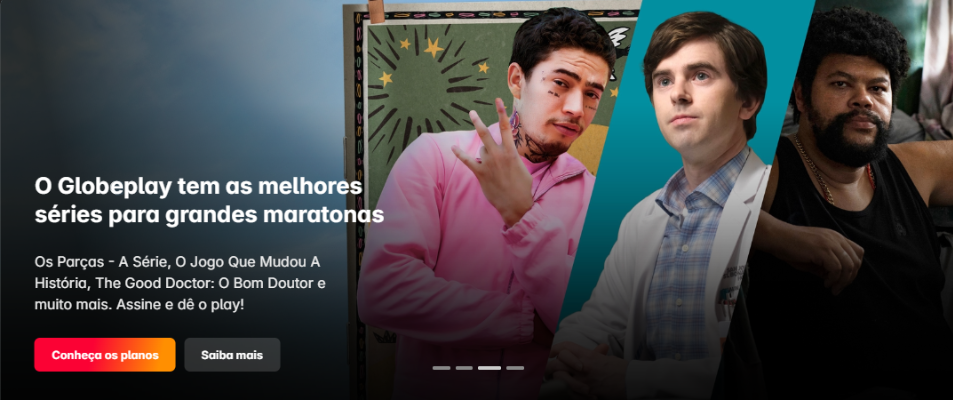 O Globeplay tem as melhores
séries para grandes maratonas
Os Parças - A Série, O Jogo Que Mudou A
História, The Good Doctor: O Bom Doutor e
muito mais. Assine e dê o play!
Conheça os planos
Saiba mais